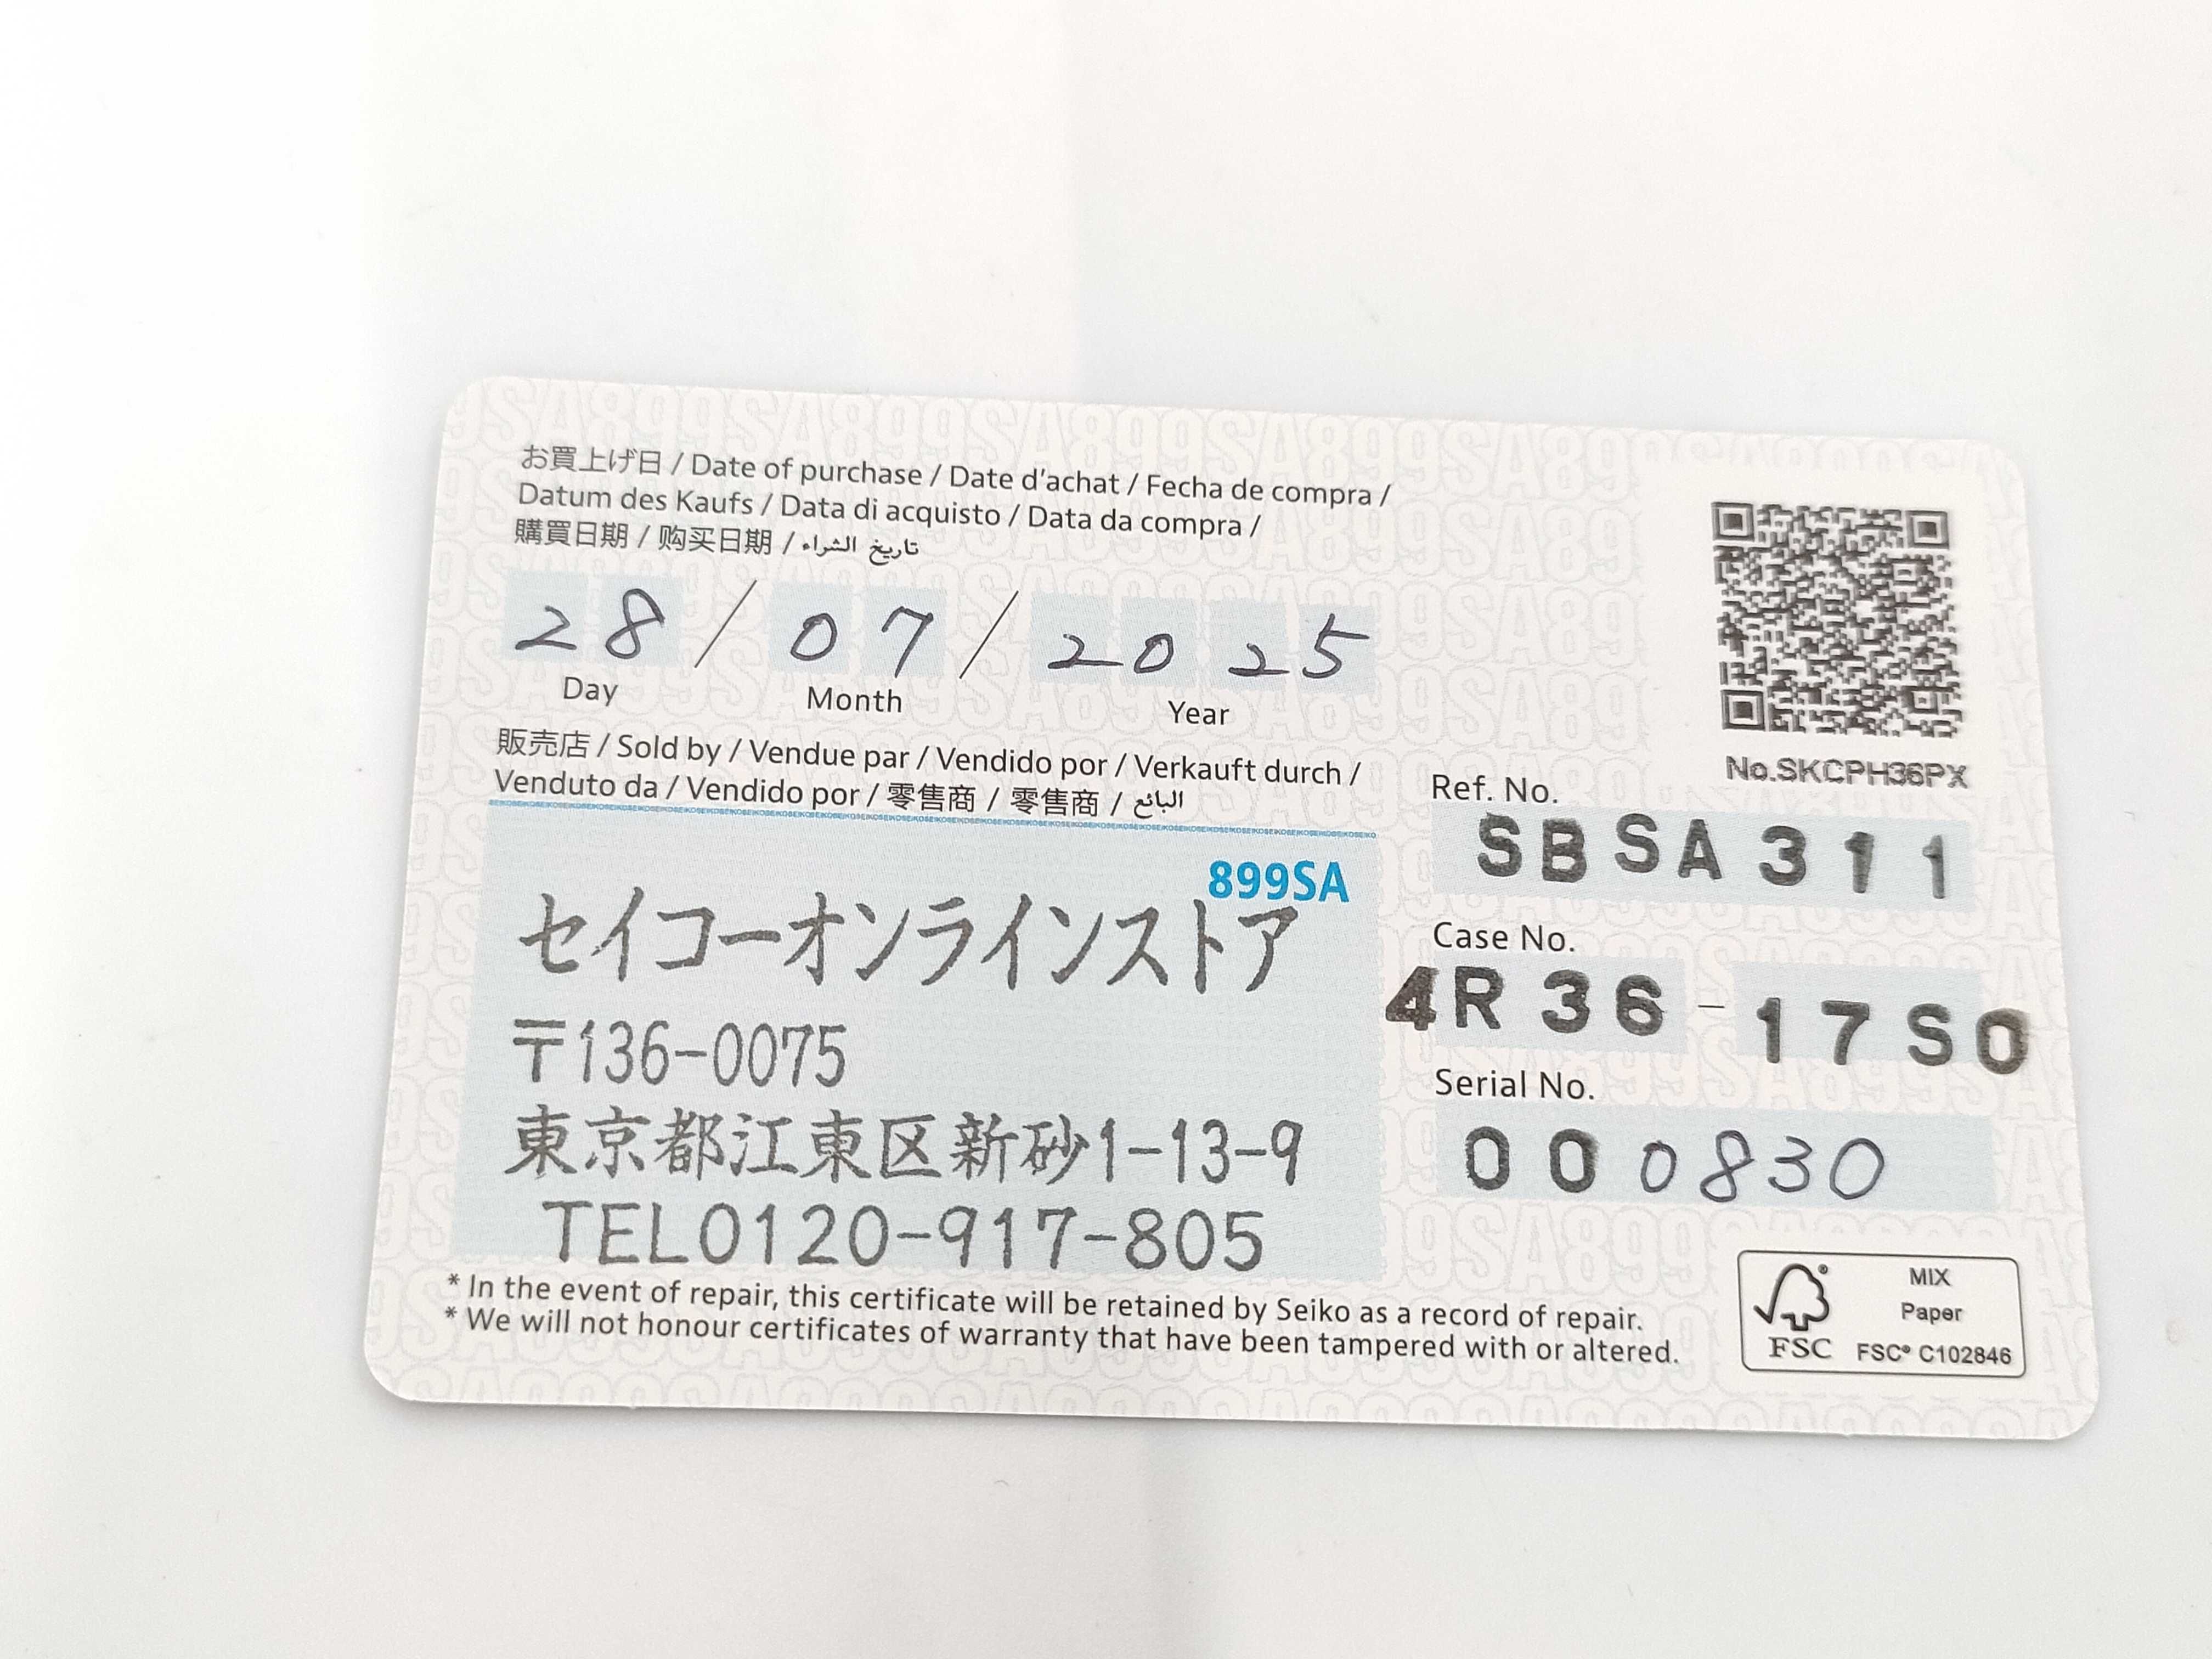 お買上げ日 / Date of purchase / Date d'achat / Fecha de compra /
Datum des Kaufs / Data di acquisto / Data da compra /
購買日期 / 购买日期 / تاريخ الشراء
28 / 07 / 2025
Day Month Year
販売店 / Sold by / Vendue par / Vendido por / Verkauft durch /
Venduto da / Vendido por / 零售商 / 零售商 / البائع
899SA
セイコーオンラインストア
〒136-0075
東京都江東区新砂1-13-9
TEL0120-917-805
* In the event of repair, this certificate will be retained by Seiko as a record of repair.
* We will not honour certificates of warranty that have been tampered with or altered.
No.SKCPH36PX
Ref. No.
SBSA311
Case No.
4R36-17S0
Serial No.
000830
MIX
Paper
FSC
FSC® C102846